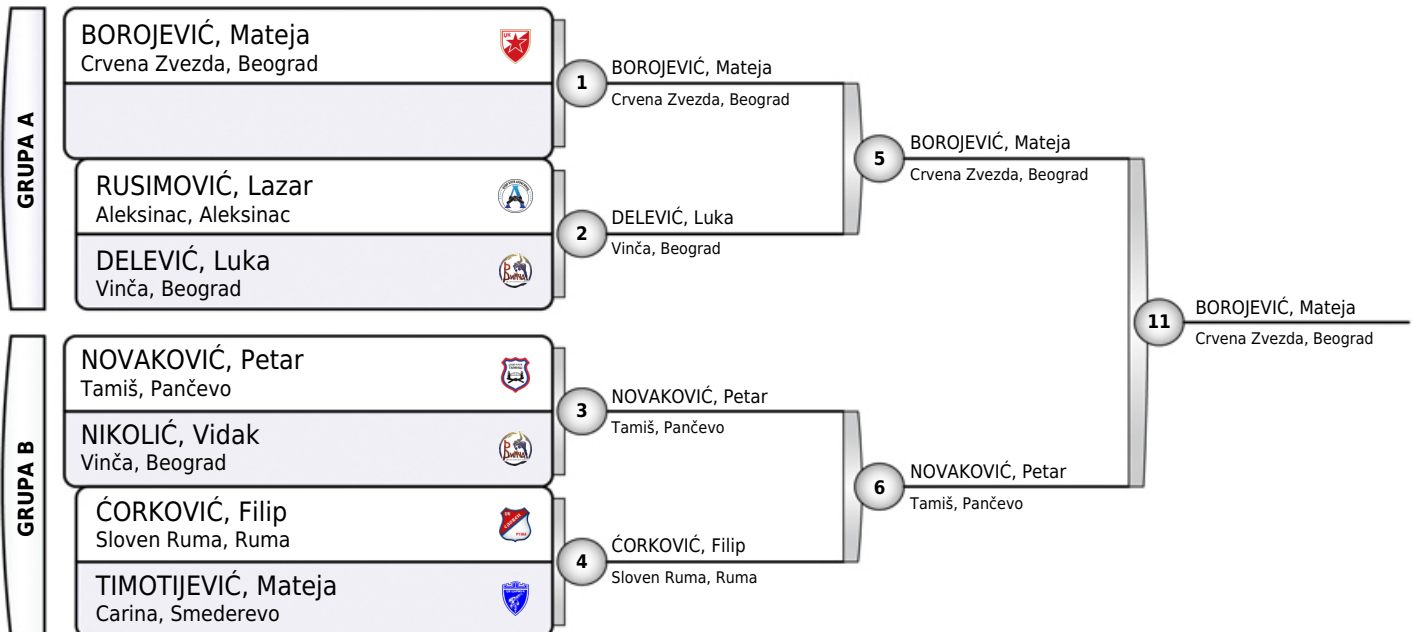 GRUPA A
BOROJEVIĆ, Mateja
Crvena Zvezda, Beograd
RUSIMOVIĆ, Lazar
Aleksinac, Aleksinac
DELEVIĆ, Luka
Vinča, Beograd
1
BOROJEVIĆ, Mateja
Crvena Zvezda, Beograd
2
DELEVIĆ, Luka
Vinča, Beograd
5
BOROJEVIĆ, Mateja
Crvena Zvezda, Beograd
GRUPA B
NOVAKOVIĆ, Petar
Tamiš, Pančevo
NIKOLIĆ, Vidak
Vinča, Beograd
ĆORKOVIĆ, Filip
Sloven Ruma, Ruma
TIMOTIJEVIĆ, Mateja
Carina, Smederevo
3
NOVAKOVIĆ, Petar
Tamiš, Pančevo
4
ĆORKOVIĆ, Filip
Sloven Ruma, Ruma
6
NOVAKOVIĆ, Petar
Tamiš, Pančevo
11
BOROJEVIĆ, Mateja
Crvena Zvezda, Beograd